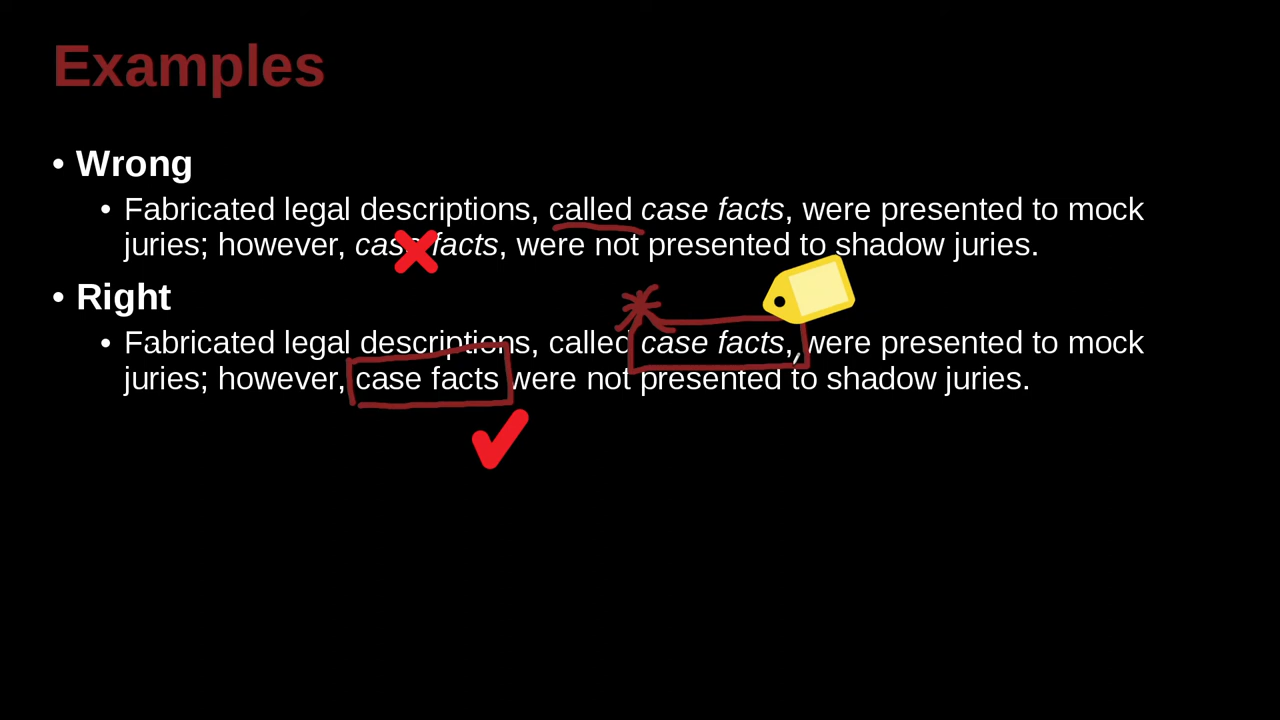 Examples
• Wrong
• Fabricated legal descriptions, called case facts, were presented to mock
juries; however, case facts, were not presented to shadow juries.
• Right
• Fabricated legal descriptions, called case facts, were presented to mock
juries; however, case facts were not presented to shadow juries.